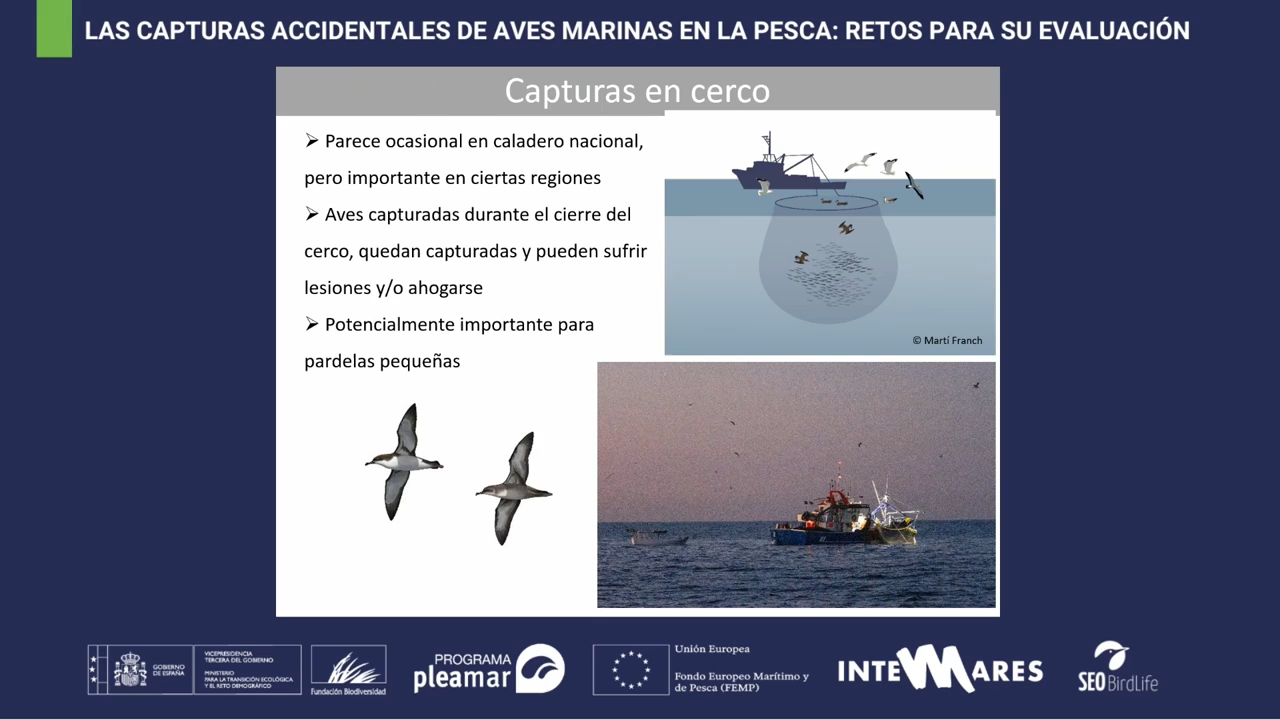 LAS CAPTURAS ACCIDENTALES DE AVES MARINAS EN LA PESCA: RETOS PARA SU EVALUACIÓN
Capturas en cerco
➢ Parece ocasional en caladero nacional,
pero importante en ciertas regiones
➢ Aves capturadas durante el cierre del
cerco, quedan capturadas y pueden sufrir
lesiones y/o ahogarse
➢ Potencialmente importante para
pardelas pequeñas
© Martí Franch
GOBIERNO
DE ESPAÑA
VICEPRESIDENCIA
TERCERA DEL GOBIERNO
MINISTERIO
PARA LA TRANSICIÓN ECOLÓGICA
Y EL RETO DEMOGRÁFICO
Fundación Biodiversidad
PROGRAMA
pleamar
Unión Europea
Fondo Europeo Marítimo y
de Pesca (FEMP)
INTEMARES
SEO BirdLife